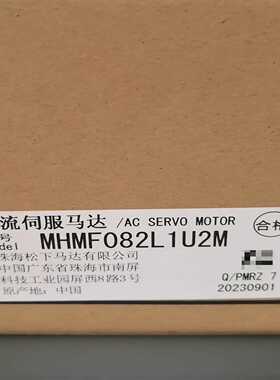 流伺服马达 /AC SERVO MOTOR
号
del MHMF082L1U2M
珠海松下马达有限公司
中国广东省珠海市南屏
科技工业园屏西8路3号
原产地: 中国
合格
Q/PMRZ 7
20230901